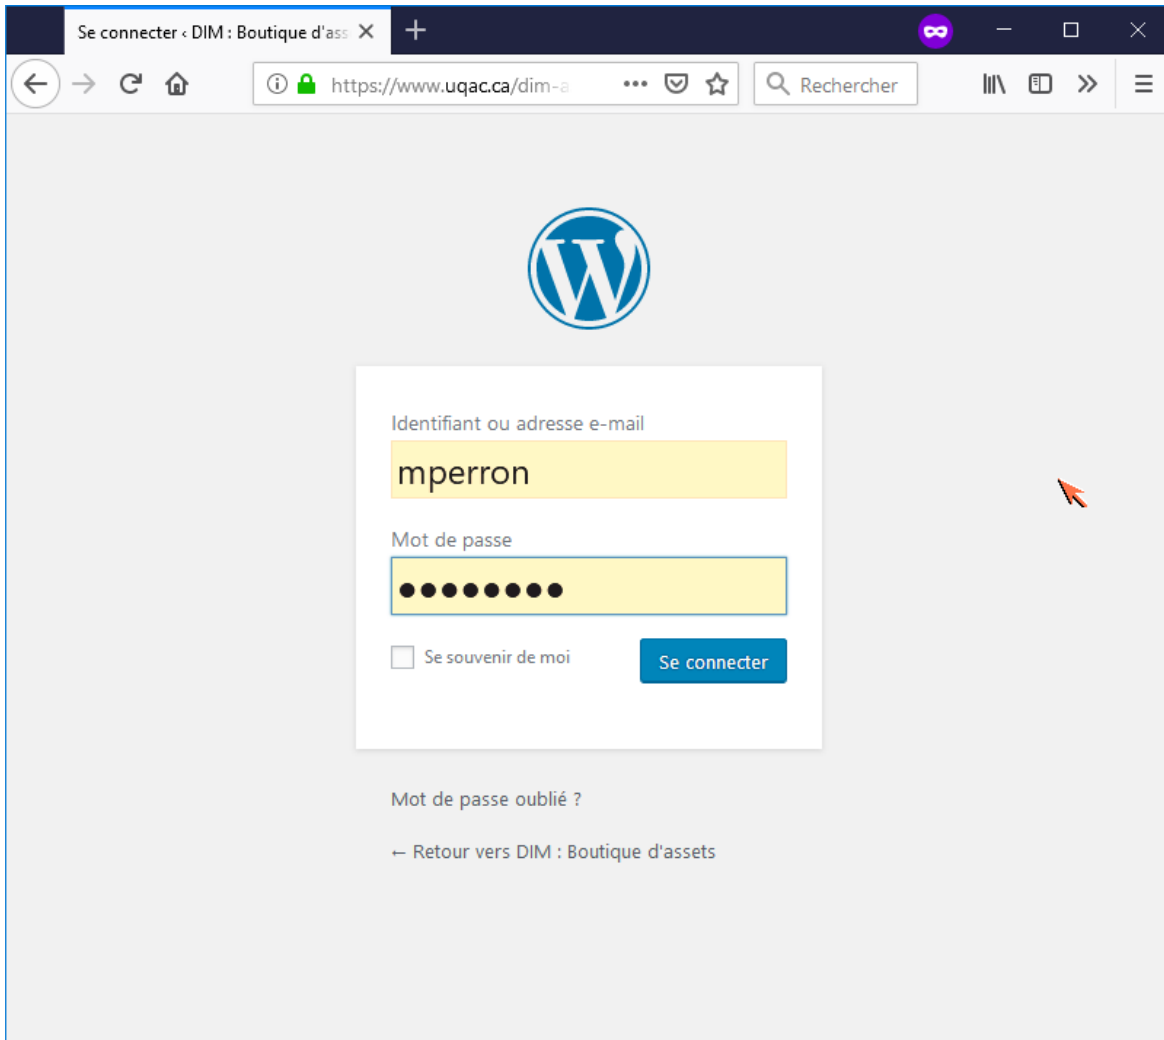 Se connecter ‹ DIM : Boutique d'ass
https://www.uqac.ca/dim-a
Rechercher
Identifiant ou adresse e-mail
mperron
Mot de passe
Se souvenir de moi
Se connecter
Mot de passe oublié ?
← Retour vers DIM : Boutique d'assets